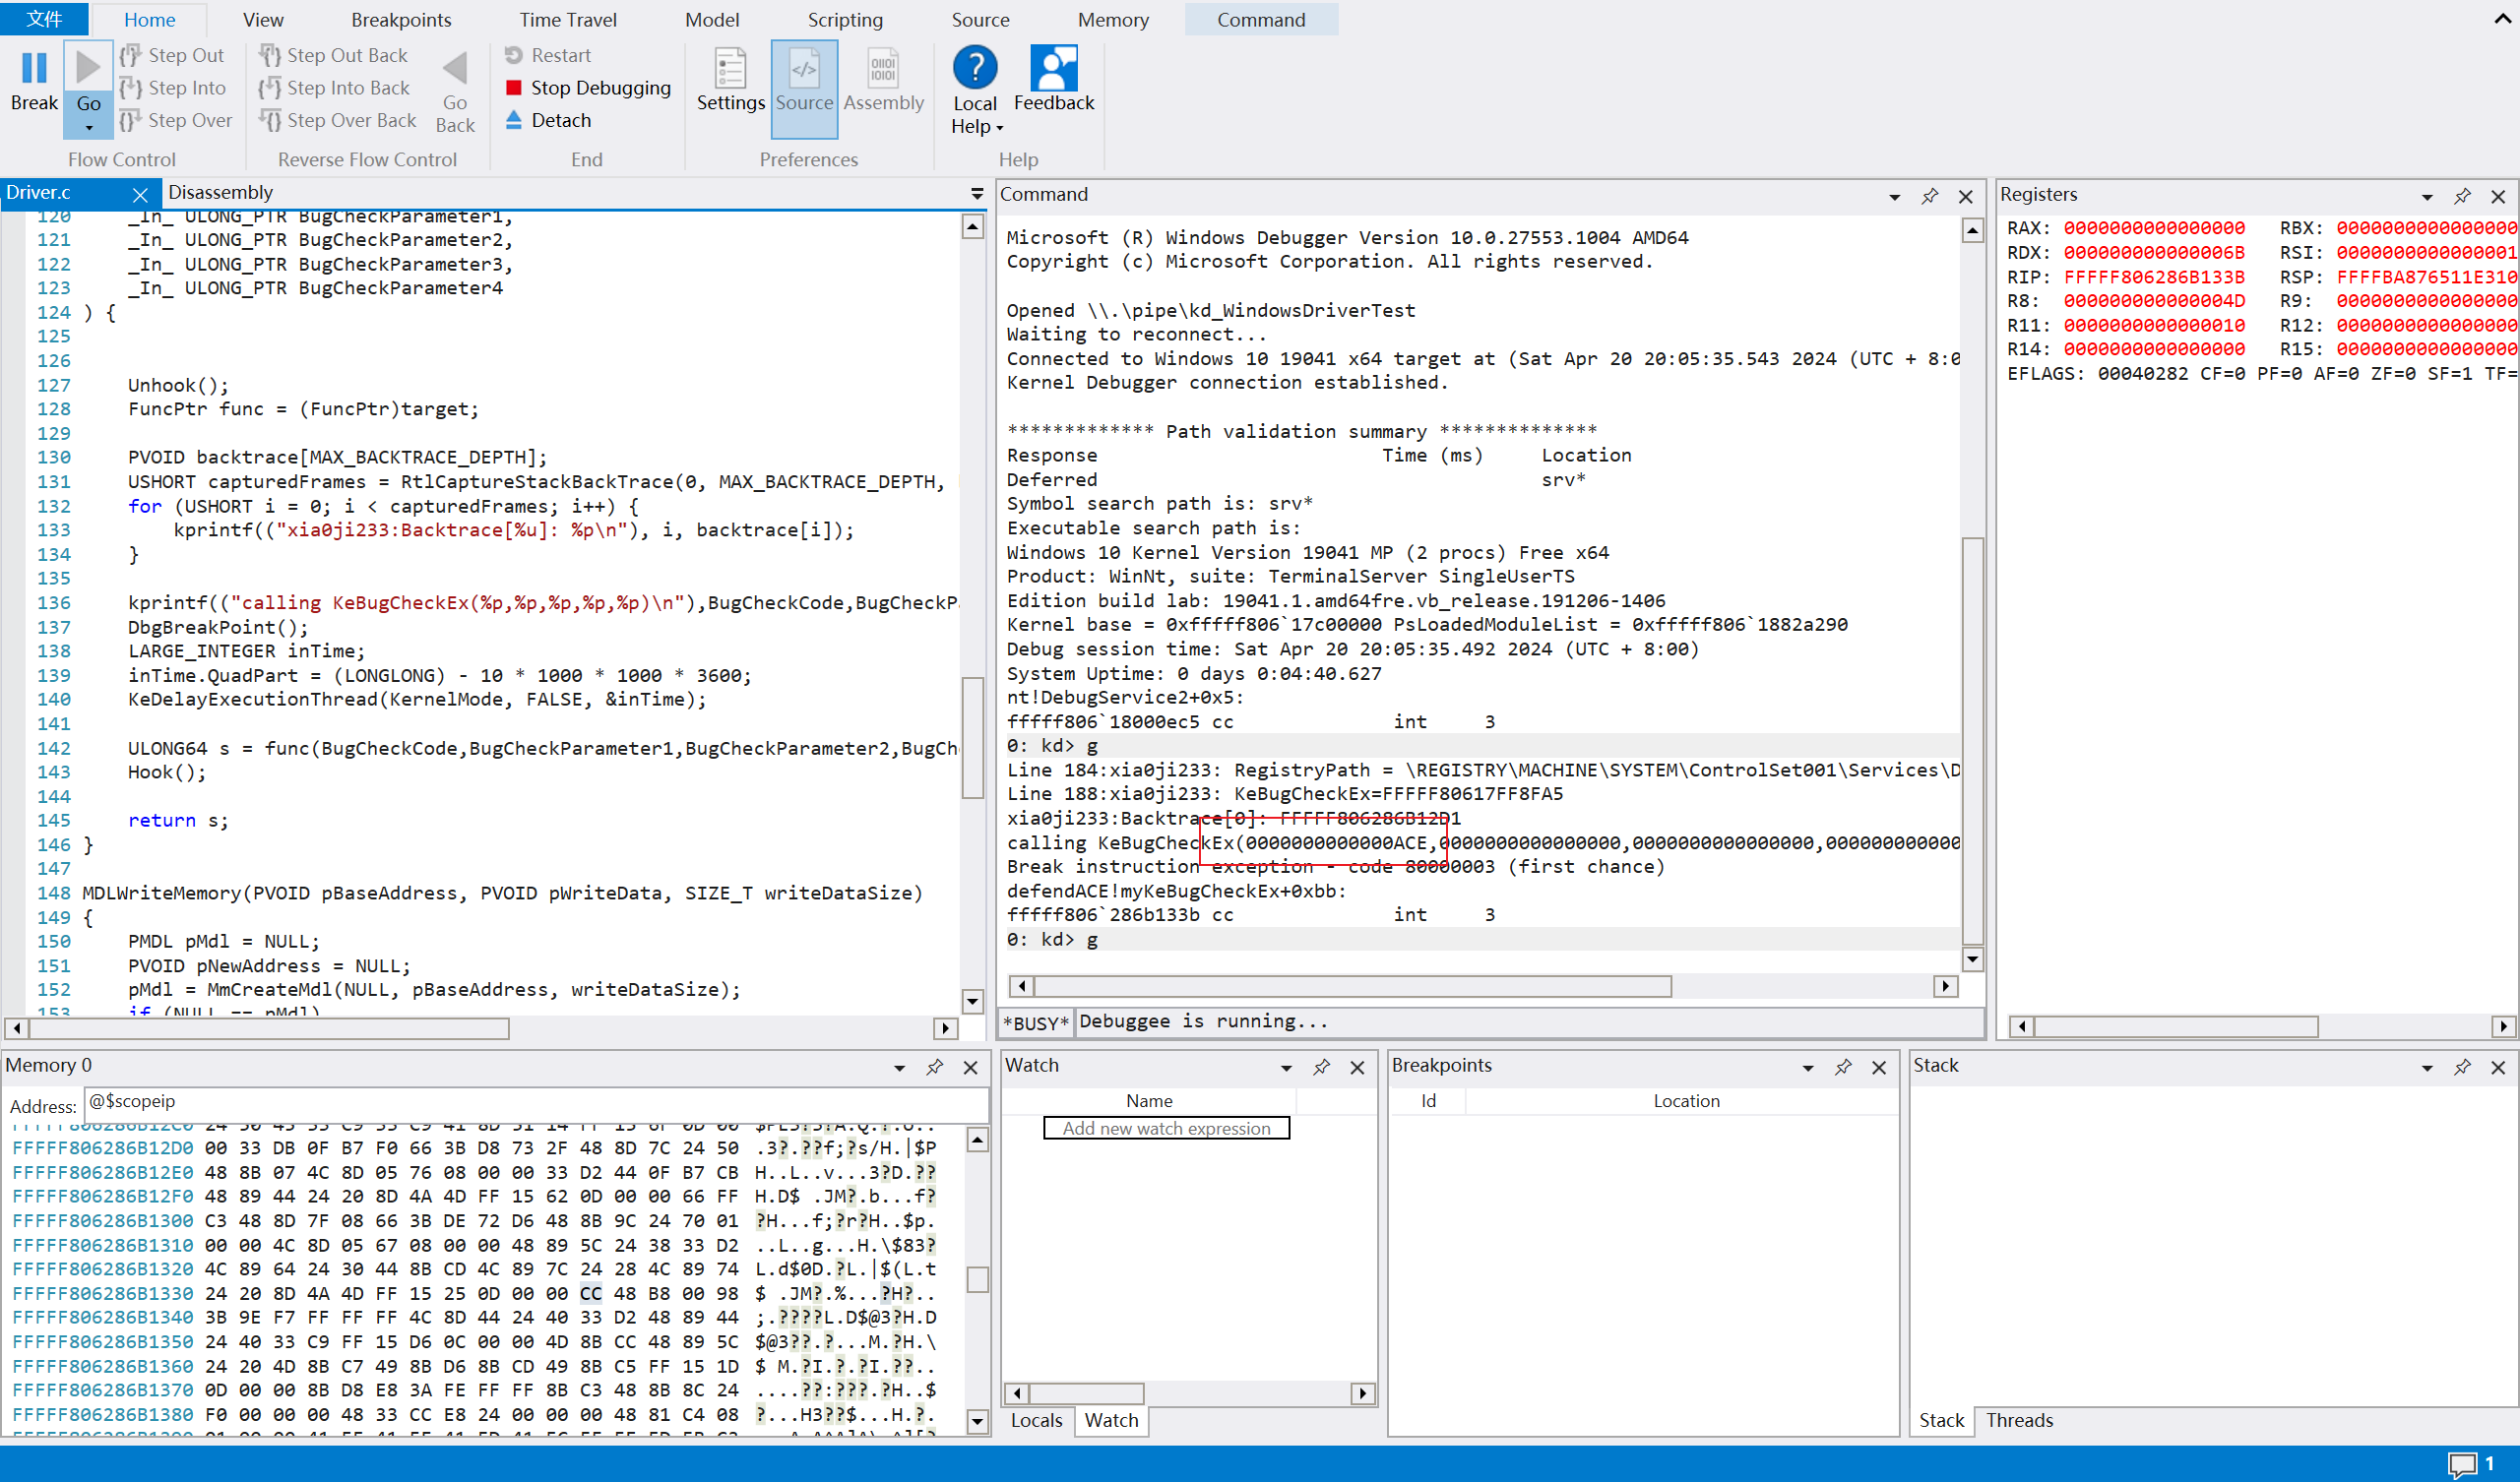 文件 Home View Breakpoints Time Travel Model Scripting Source Memory Command
Break
Go
Step Out
Step Into
Step Over
Flow Control
Step Out Back
Step Into Back
Step Over Back
Go Back
Reverse Flow Control
Restart
Stop Debugging
Detach
End
Settings
Source
Assembly
Preferences
Local Help
Feedback
Help
Driver.c Disassembly
120 _In_ ULONG_PTR BugCheckParameter1,
121 _In_ ULONG_PTR BugCheckParameter2,
122 _In_ ULONG_PTR BugCheckParameter3,
123 _In_ ULONG_PTR BugCheckParameter4
124 ) {
125
126
127 Unhook();
128 FuncPtr func = (FuncPtr)target;
129
130 PVOID backtrace[MAX_BACKTRACE_DEPTH];
131 USHORT capturedFrames = RtlCaptureStackBackTrace(0, MAX_BACKTRACE_DEPTH,
132 for (USHORT i = 0; i < capturedFrames; i++) {
133 kprintf(("xia0ji233:Backtrace[%u]: %p\n"), i, backtrace[i]);
134 }
135
136 kprintf(("calling KeBugCheckEx(%p,%p,%p,%p,%p)\n"),BugCheckCode,BugCheckP
137 DbgBreakPoint();
138 LARGE_INTEGER inTime;
139 inTime.QuadPart = (LONGLONG) - 10 * 1000 * 1000 * 3600;
140 KeDelayExecutionThread(KernelMode, FALSE, &inTime);
141
142 ULONG64 s = func(BugCheckCode,BugCheckParameter1,BugCheckParameter2,BugCh
143 Hook();
144
145 return s;
146 }
147
148 MDLWriteMemory(PVOID pBaseAddress, PVOID pWriteData, SIZE_T writeDataSize)
149 {
150 PMDL pMdl = NULL;
151 PVOID pNewAddress = NULL;
152 pMdl = MmCreateMdl(NULL, pBaseAddress, writeDataSize);
153 if (NULL == pMdl)
Command
Microsoft (R) Windows Debugger Version 10.0.27553.1004 AMD64
Copyright (c) Microsoft Corporation. All rights reserved.
Opened \\.\pipe\kd_WindowsDriverTest
Waiting to reconnect...
Connected to Windows 10 19041 x64 target at (Sat Apr 20 20:05:35.543 2024 (UTC + 8:0
Kernel Debugger connection established.
************* Path validation summary **************
Response Time (ms) Location
Deferred srv*
Symbol search path is: srv*
Executable search path is:
Windows 10 Kernel Version 19041 MP (2 procs) Free x64
Product: WinNt, suite: TerminalServer SingleUserTS
Edition build lab: 19041.1.amd64fre.vb_release.191206-1406
Kernel base = 0xfffff806`17c00000 PsLoadedModuleList = 0xfffff806`1882a290
Debug session time: Sat Apr 20 20:05:35.492 2024 (UTC + 8:00)
System Uptime: 0 days 0:04:40.627
nt!DebugService2+0x5:
fffff806`18000ec5 cc int 3
0: kd> g
Line 184:xia0ji233: RegistryPath = \REGISTRY\MACHINE\SYSTEM\ControlSet001\Services\D
Line 188:xia0ji233: KeBugCheckEx=FFFFF80617FF8FA5
xia0ji233:Backtrace[0]: FFFFF806286B12D1
calling KeBugCheckEx(0000000000000ACE,0000000000000000,0000000000000000,000000000000
Break instruction exception - code 80000003 (first chance)
defendACE!myKeBugCheckEx+0xbb:
fffff806`286b133b cc int 3
0: kd> g
*BUSY* Debuggee is running...
Registers
RAX: 0000000000000000 RBX: 0000000000000000
RDX: 000000000000006B RSI: 0000000000000001
RIP: FFFFF806286B133B RSP: FFFFBA876511E310
R8: 000000000000004D R9: 0000000000000000
R11: 0000000000000010 R12: 0000000000000000
R14: 0000000000000000 R15: 0000000000000000
EFLAGS: 00040282 CF=0 PF=0 AF=0 ZF=0 SF=1 TF=
Memory 0
Address: @$scopeip
FFFFF806286B12D0 00 33 DB 0F B7 F0 66 3B D8 73 2F 48 8D 7C 24 50 .3?.??f;?s/H.|$P
FFFFF806286B12E0 48 8B 07 4C 8D 05 76 08 00 00 33 D2 44 0F B7 CB H..L..v...3?D.??
FFFFF806286B12F0 48 89 44 24 20 8D 4A 4D FF 15 62 0D 00 00 66 FF H.D$ .JM?.b...f?
FFFFF806286B1300 C3 48 8D 7F 08 66 3B DE 72 D6 48 8B 9C 24 70 01 ?H...f;?r?H..$p.
FFFFF806286B1310 00 00 4C 8D 05 67 08 00 00 48 89 5C 24 38 33 D2 ..L..g...H.\$83?
FFFFF806286B1320 4C 89 64 24 30 44 8B CD 4C 89 7C 24 28 4C 89 74 L.d$0D.?L.|$(L.t
FFFFF806286B1330 24 20 8D 4A 4D FF 15 25 0D 00 00 CC 48 B8 00 98 $ .JM?.%...?H?..
FFFFF806286B1340 3B 9E F7 FF FF FF 4C 8D 44 24 40 33 D2 48 89 44 ;.????L.D$@3?H.D
FFFFF806286B1350 24 40 33 C9 FF 15 D6 0C 00 00 4D 8B CC 48 89 5C $@3??.?...M.?H.\
FFFFF806286B1360 24 20 4D 8B C7 49 8B D6 8B CD 49 8B C5 FF 15 1D $ M.?I.?.?I.??..
FFFFF806286B1370 0D 00 00 8B D8 E8 3A FE FF FF 8B C3 48 8B 8C 24 ....??:???.?H..$
FFFFF806286B1380 F0 00 00 00 48 33 CC E8 24 00 00 00 48 81 C4 08 ?...H3??$...H.?.
Watch
Name
Add new watch expression
Locals Watch
Breakpoints
Id Location
Stack
Stack Threads
1